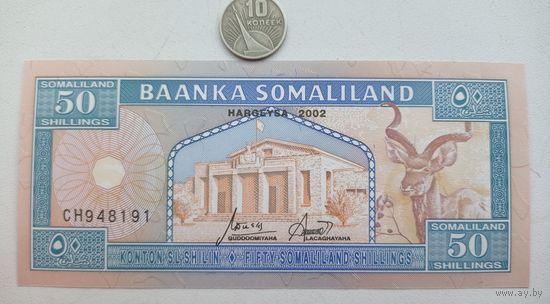 10
КОПЕЕК
SOMALILAND
50
SHILLINGS
BAANKA SOMALILAND
HARGEYSA 2002
٥٠
CH948191
GUDDOOMIYAHA
LACAGHAYAHA
٥٠
KONTON SL.SHILIN ◆ FIFTY SOMALILAND SHILLINGS
SOMALILAND
50
SHILLINGS
www.ay.by